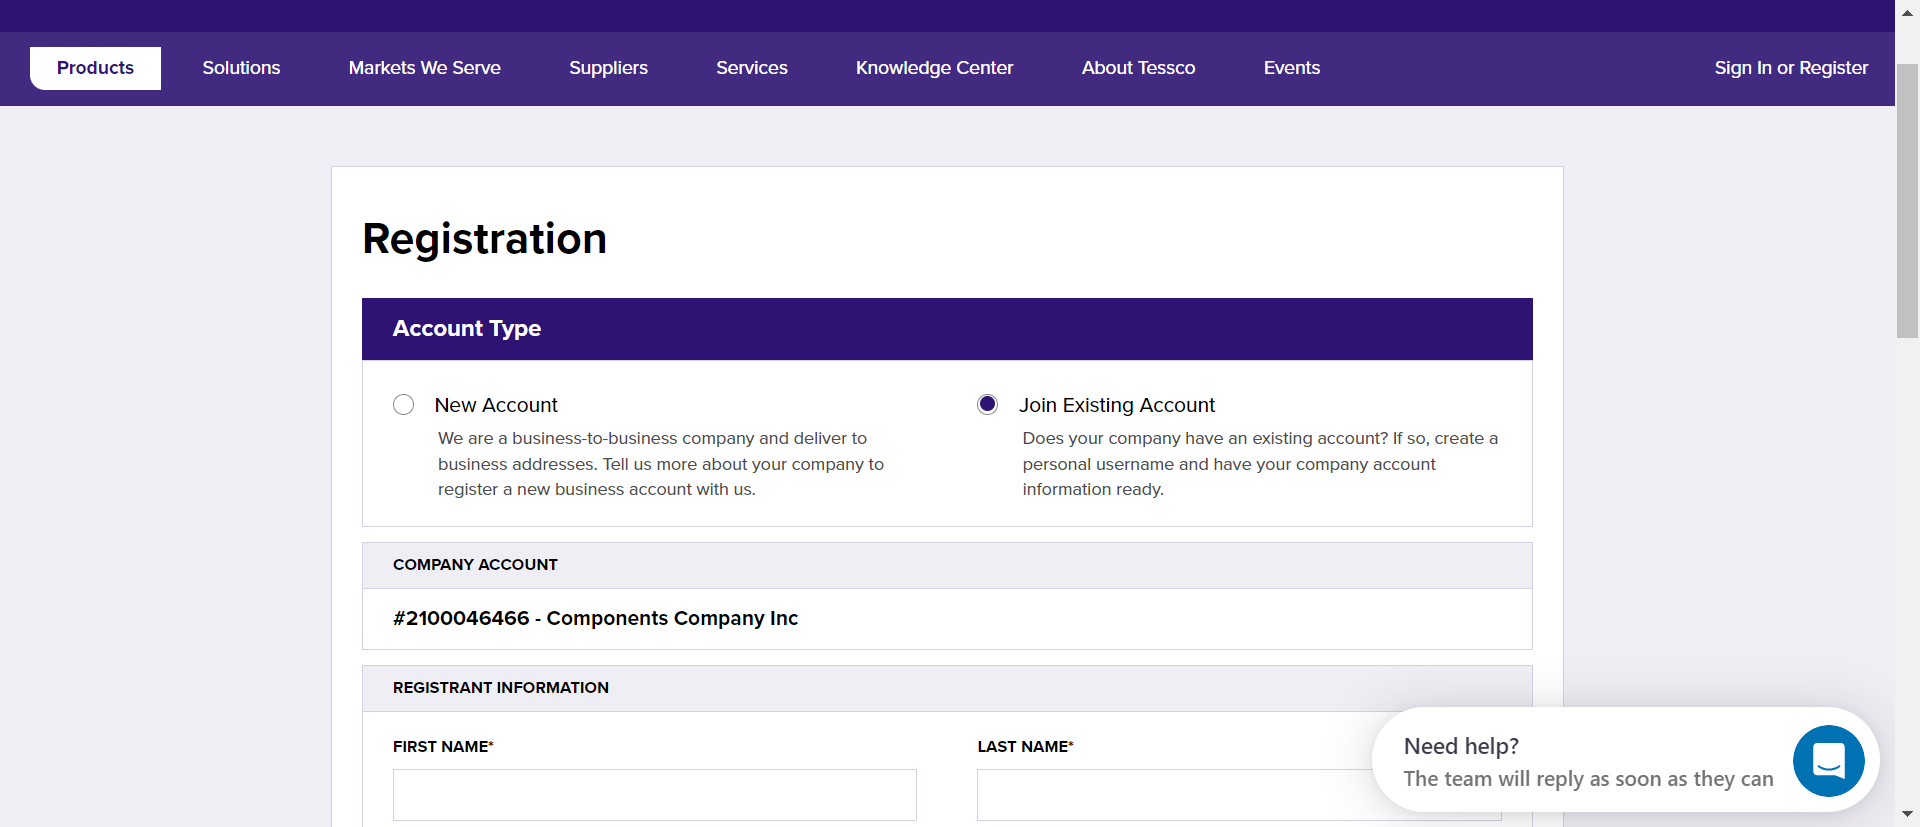 Products
Solutions
Markets We Serve
Suppliers
Services
Knowledge Center
About Tessco
Events
Sign In or Register
Registration
Account Type
New Account
We are a business-to-business company and deliver to
business addresses. Tell us more about your company to
register a new business account with us.
Join Existing Account
Does your company have an existing account? If so, create a
personal username and have your company account
information ready.
COMPANY ACCOUNT
#2100046466 - Components Company Inc
REGISTRANT INFORMATION
FIRST NAME*
LAST NAME*
Need help?
The team will reply as soon as they can